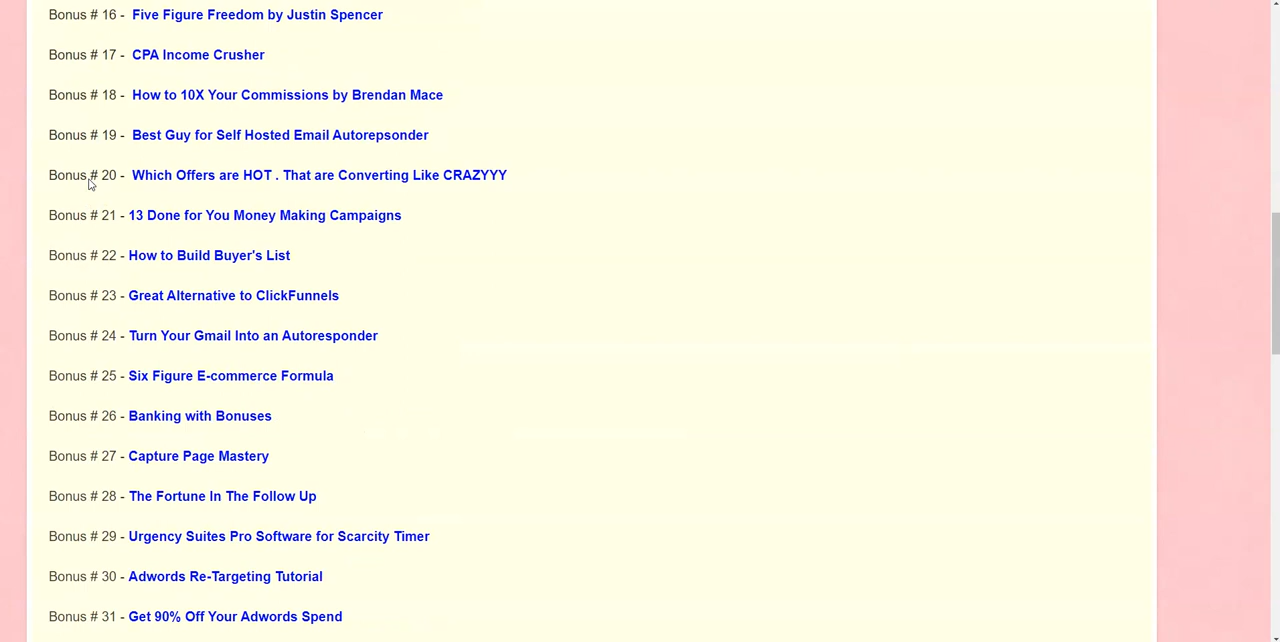 Bonus # 16 - Five Figure Freedom by Justin Spencer
Bonus # 17 - CPA Income Crusher
Bonus # 18 - How to 10X Your Commissions by Brendan Mace
Bonus # 19 - Best Guy for Self Hosted Email Autorepsonder
Bonus # 20 - Which Offers are HOT . That are Converting Like CRAZYYY
Bonus # 21 - 13 Done for You Money Making Campaigns
Bonus # 22 - How to Build Buyer's List
Bonus # 23 - Great Alternative to ClickFunnels
Bonus # 24 - Turn Your Gmail Into an Autoresponder
Bonus # 25 - Six Figure E-commerce Formula
Bonus # 26 - Banking with Bonuses
Bonus # 27 - Capture Page Mastery
Bonus # 28 - The Fortune In The Follow Up
Bonus # 29 - Urgency Suites Pro Software for Scarcity Timer
Bonus # 30 - Adwords Re-Targeting Tutorial
Bonus # 31 - Get 90% Off Your Adwords Spend